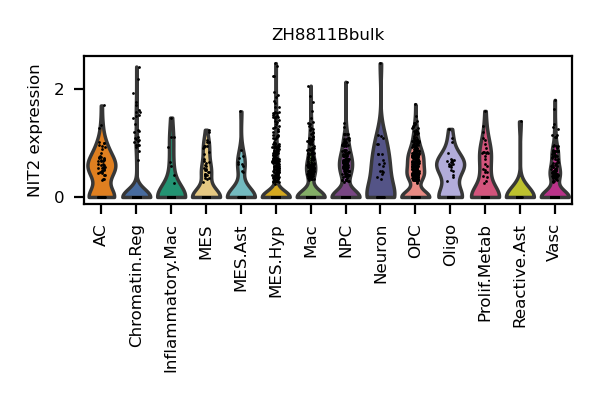 ZH8811Bbulk
NIT2 expression
2
0
AC
Chromatin.Reg
Inflammatory.Mac
MES
MES.Ast
MES.Hyp
Mac
NPC
Neuron
OPC
Oligo
Prolif.Metab
Reactive.Ast
Vasc